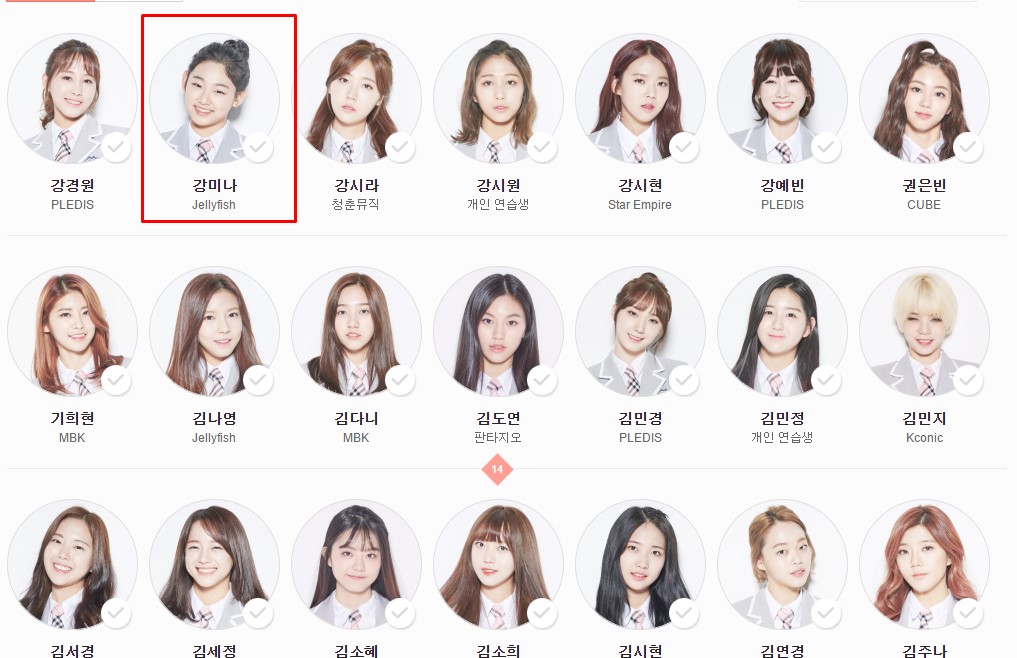 강경원 강미나 강시라 강시원 강시현 강예빈 권은빈
PLEDIS Jellyfish 청춘뮤직 개인 연습생 Star Empire PLEDIS CUBE
기희현 김나영 김다니 김도연 김민경 김민정 김민지
MBK Jellyfish MBK 판타지오 PLEDIS 개인 연습생 Kconic
14
김서경 김세정 김소혜 김소희 김시현 김연경 김주나